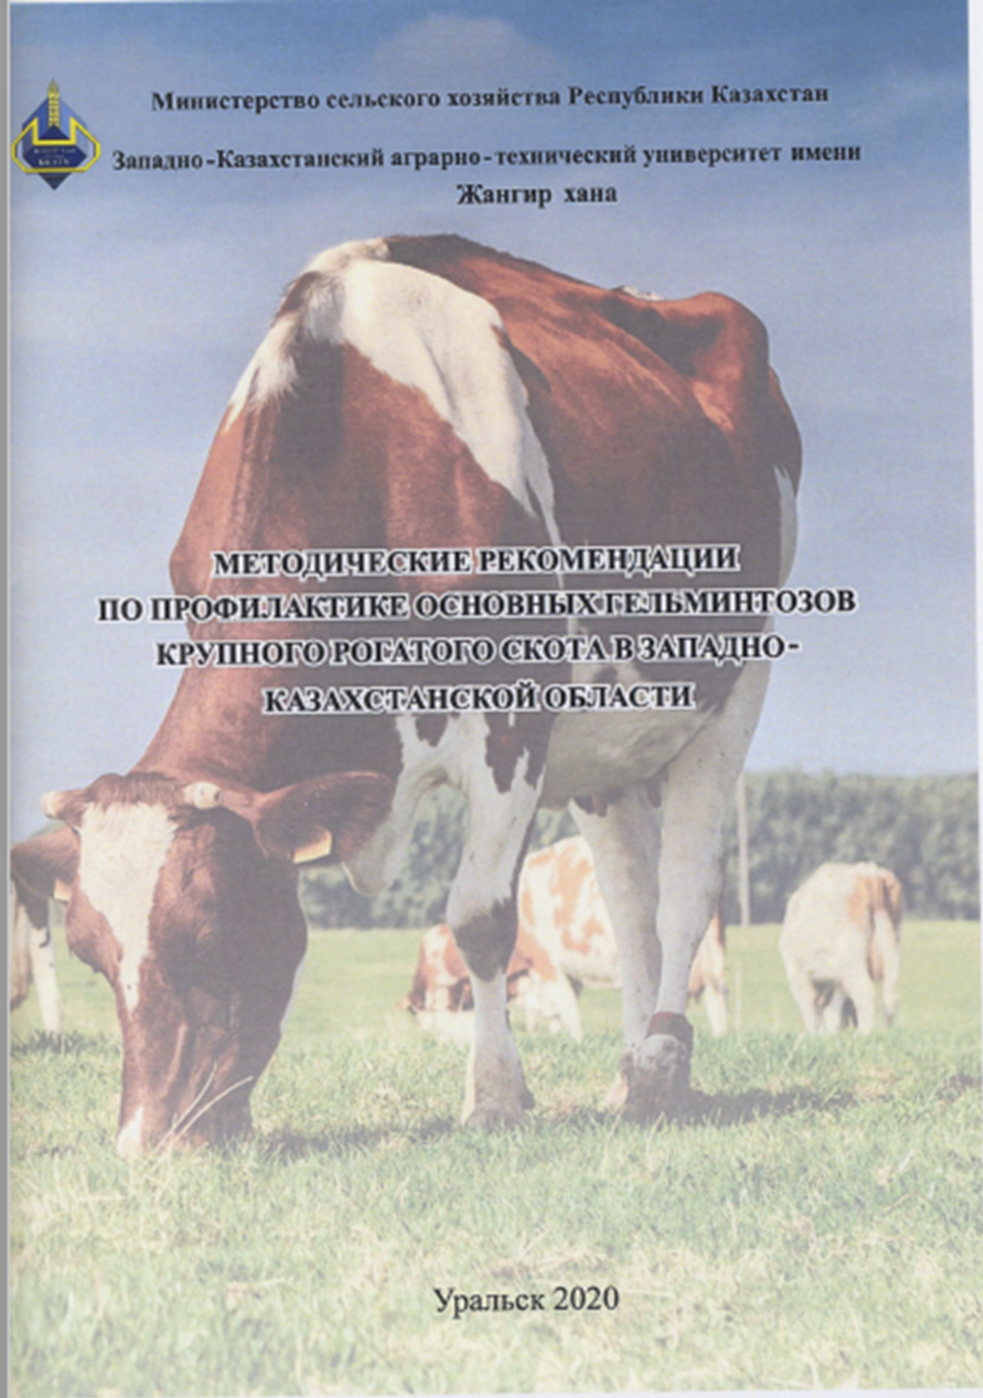 Министерство сельского хозяйства Республики Казахстан
Западно-Казахстанский аграрно-технический университет имени
Жангир хана
МЕТОДИЧЕСКИЕ РЕКОМЕНДАЦИИ
ПО ПРОФИЛАКТИКЕ ОСНОВНЫХ ГЕЛЬМИНТОЗОВ
КРУПНОГО РОГАТОГО СКОТА В ЗАПАДНО-
КАЗАХСТАНСКОЙ ОБЛАСТИ
Уральск 2020